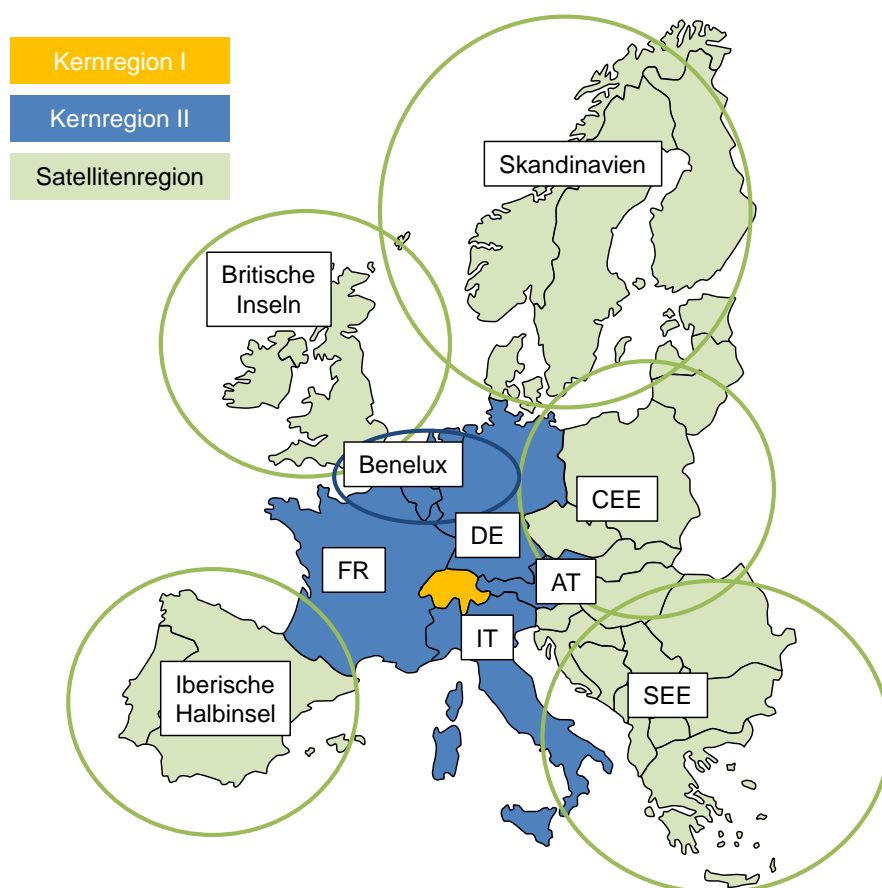 Kernregion I
Kernregion II
Satellitenregion
Skandinavien
Britische
Inseln
Benelux
CEE
DE
FR
AT
IT
Iberische
Halbinsel
SEE